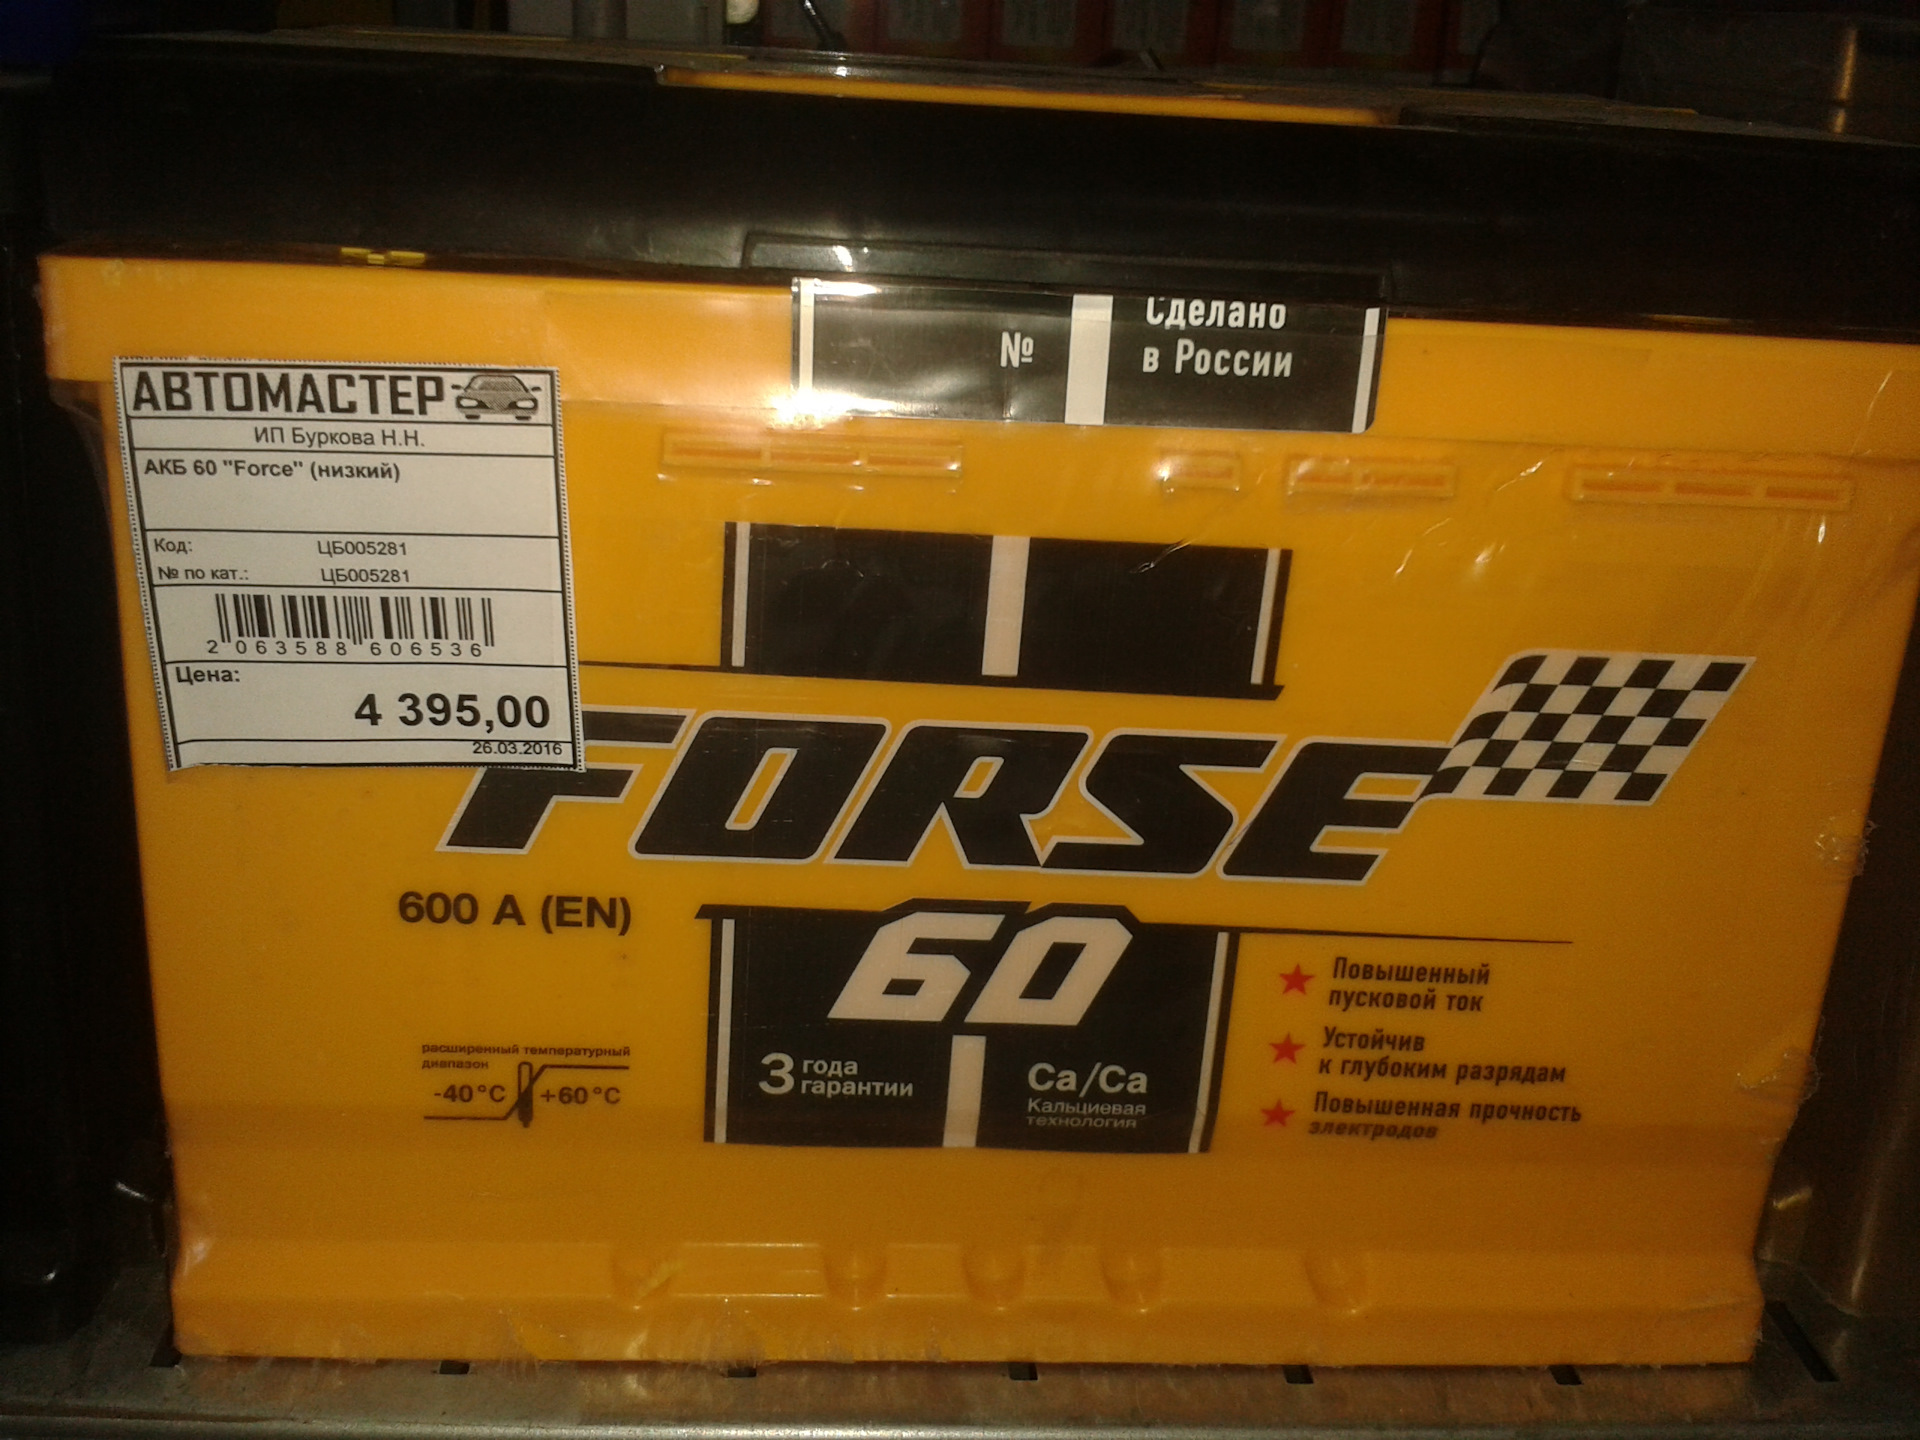 Сделано
№ в России
АВТОМАСТЕР
ИП Буркова Н.Н.
АКБ 60 "Force" (низкий)
Код: ЦБ005281
№ по кат.: ЦБ005281
2 063588 606536
Цена:
4 395,00
26.03.2016
FORSE
600 A (EN)
60
расширенный температурный
диапазон
-40°C +60°C
3 года
гарантии
Ca/Ca
Кальциевая
технология
Повышенный
пусковой ток
Устойчив
к глубоким разрядам
Повышенная прочность
электродов